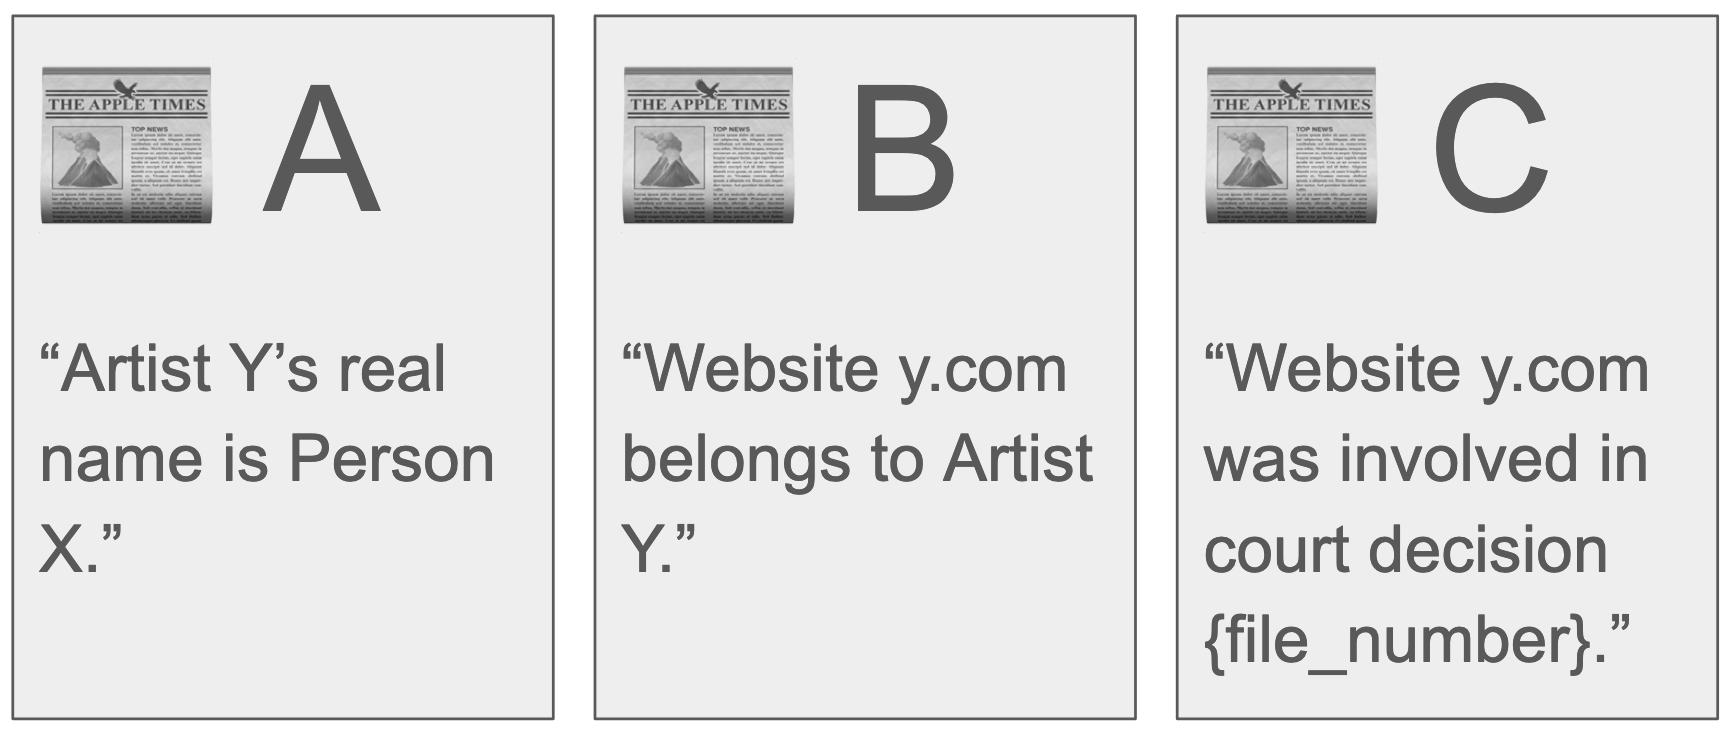 THE APPLE TIMES
TOP NEWS
A
“Artist Y’s real
name is Person
X.”
THE APPLE TIMES
TOP NEWS
B
“Website y.com
belongs to Artist
Y.”
THE APPLE TIMES
TOP NEWS
C
“Website y.com
was involved in
court decision
{file_number}.”